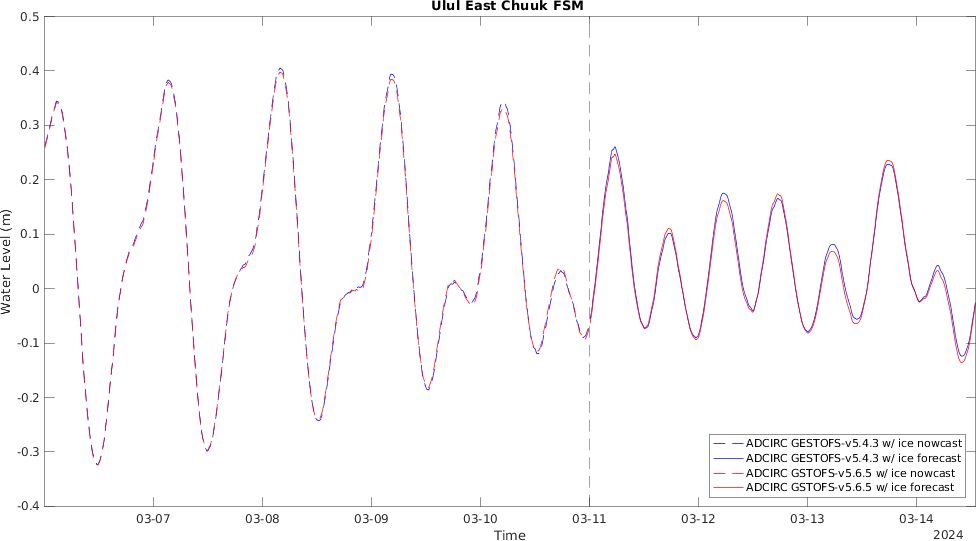 Ulul East Chuuk FSM
0.5
0.4
0.3
0.2
0.1
0
-0.1
-0.2
-0.3
-0.4
Water Level (m)
03-07 03-08 03-09 03-10 03-11 03-12 03-13 03-14
Time
2024
ADCIRC GESTOFS-v5.4.3 w/ ice nowcast
ADCIRC GESTOFS-v5.4.3 w/ ice forecast
ADCIRC GSTOFS-v5.6.5 w/ ice nowcast
ADCIRC GSTOFS-v5.6.5 w/ ice forecast